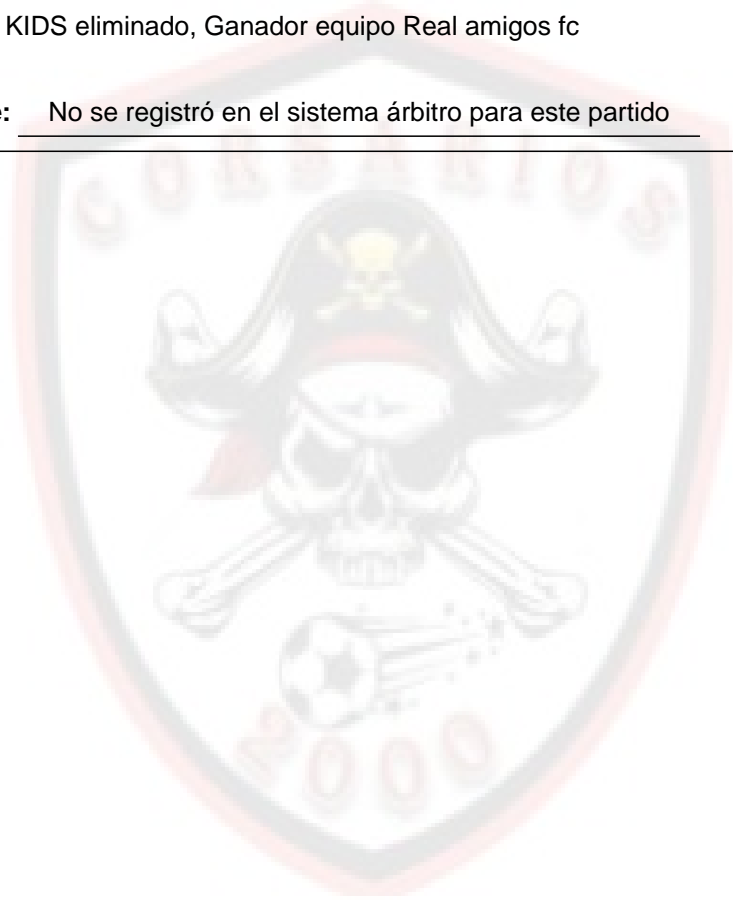 KIDS eliminado, Ganador equipo Real amigos fc
: No se registró en el sistema árbitro para este partido
CORSARIOS
2000